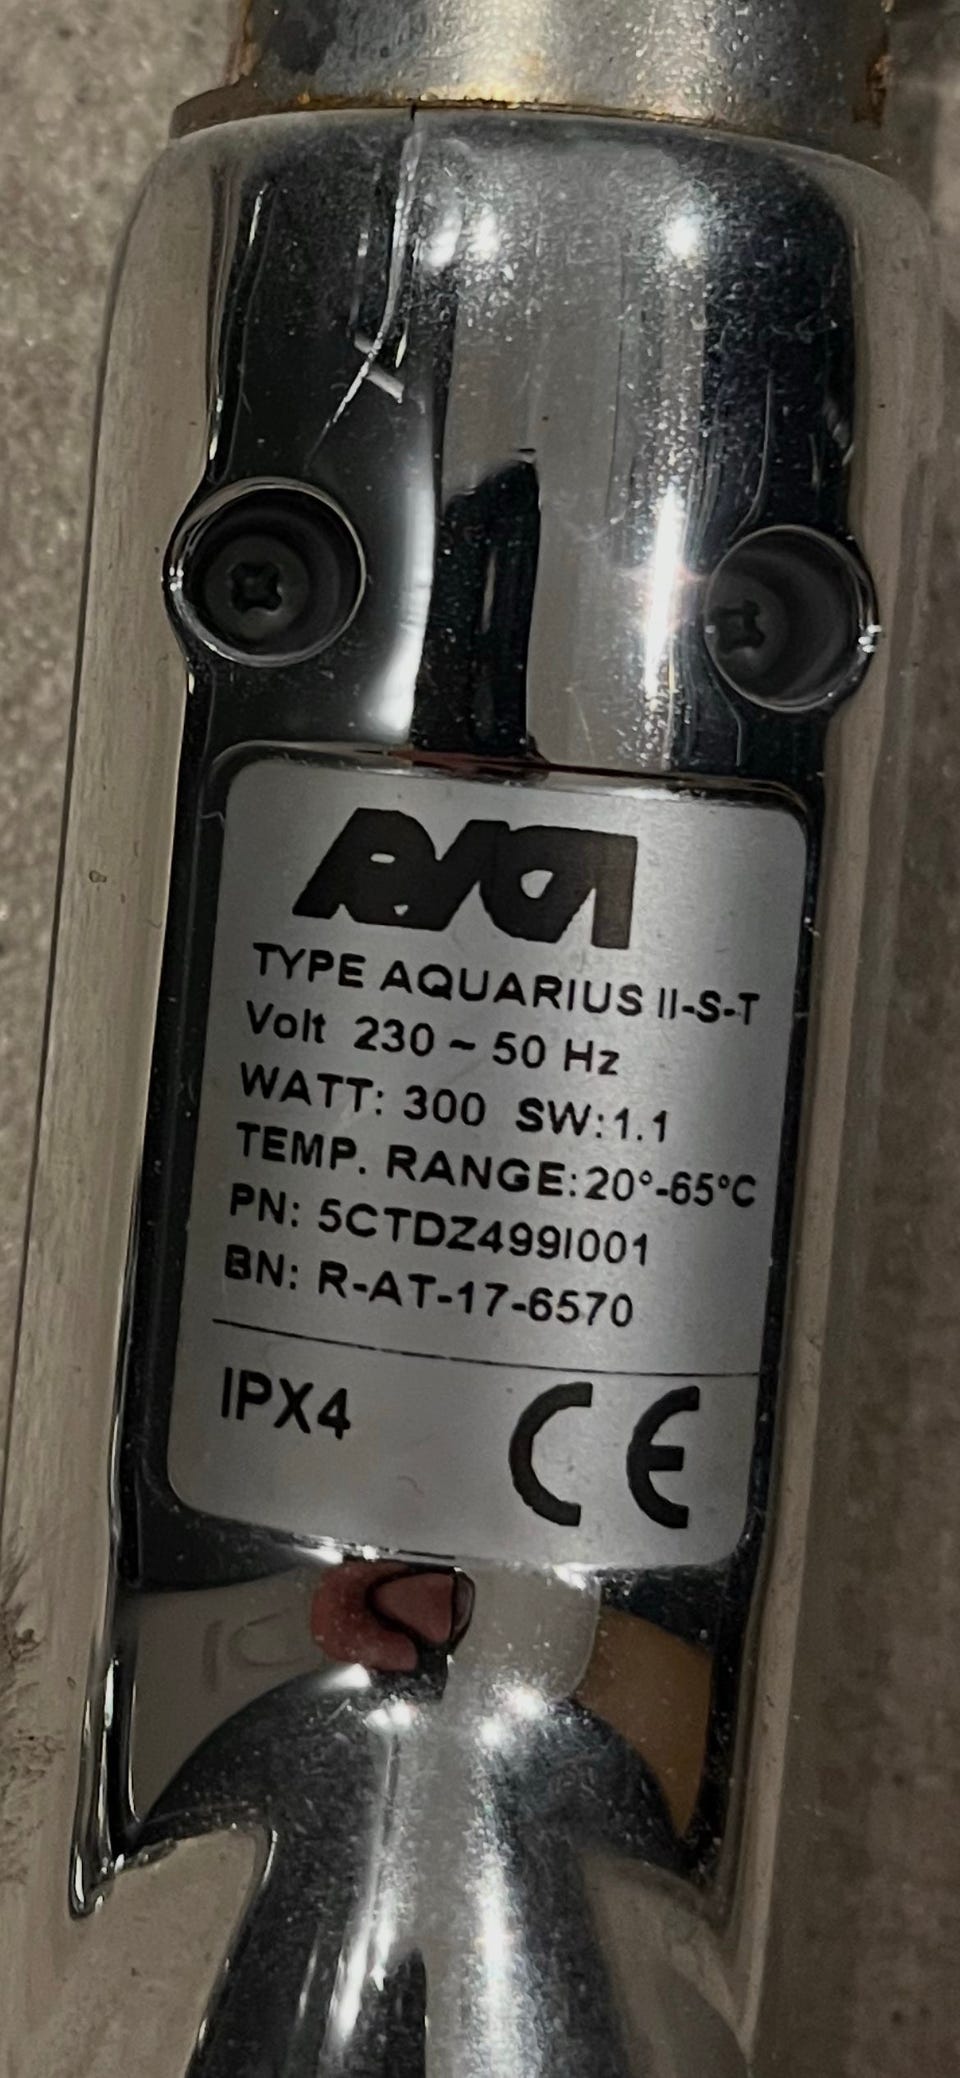 RICA
TYPE AQUARIUS II-S-T
Volt 230 ~ 50 Hz
WATT: 300 SW:1.1
TEMP. RANGE:20°-65°C
PN: 5CTDZ499I001
BN: R-AT-17-6570
IPX4 CE